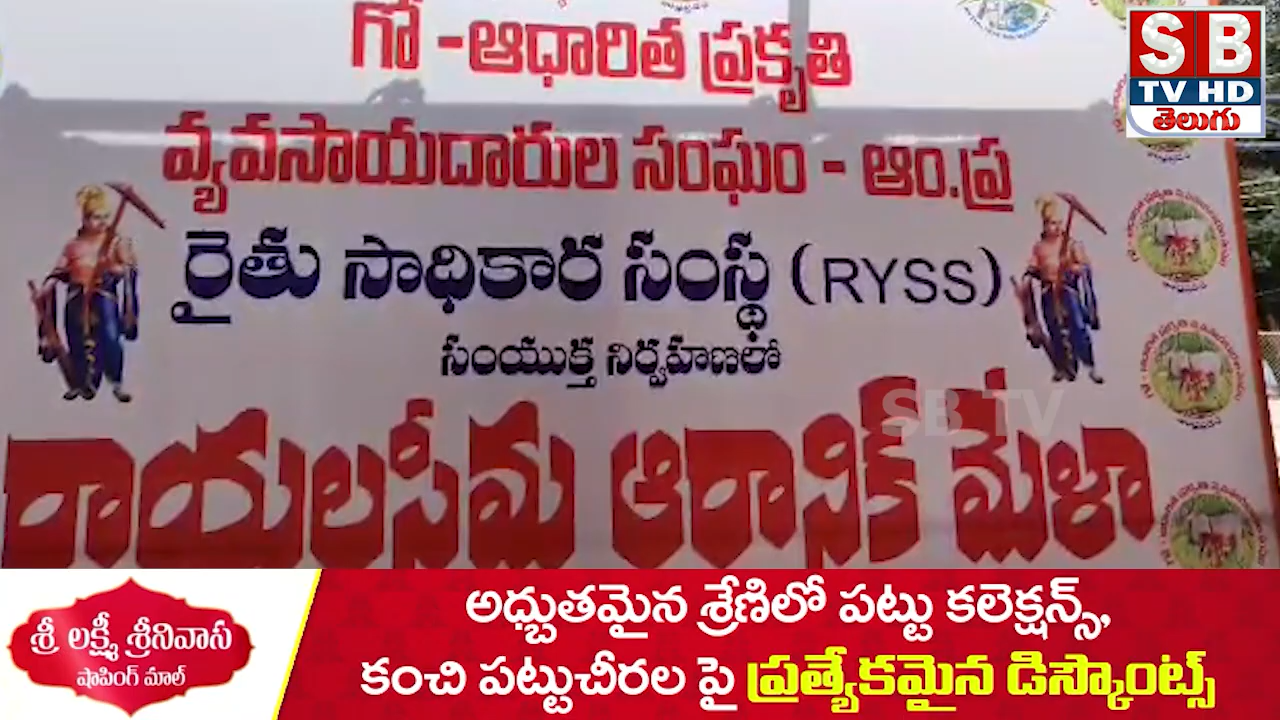 గో -ఆధారిత ప్రకృతి
వ్యవసాయదారుల సంఘం - ఆం.ప్ర
రైతు సాధికార సంస్థ (RYSS)
సంయుక్త నిర్వహణలో
రాయలసీమ ఆర్గానిక్ మేళా
SB
TV HD
తెలుగు
SB TV
శ్రీ లక్ష్మీ శ్రీనివాస
షాపింగ్ మాల్
అద్భుతమైన శ్రేణిలో పట్టు కలెక్షన్స్,
కంచి పట్టుచీరల పై ప్రత్యేకమైన డిస్కౌంట్స్